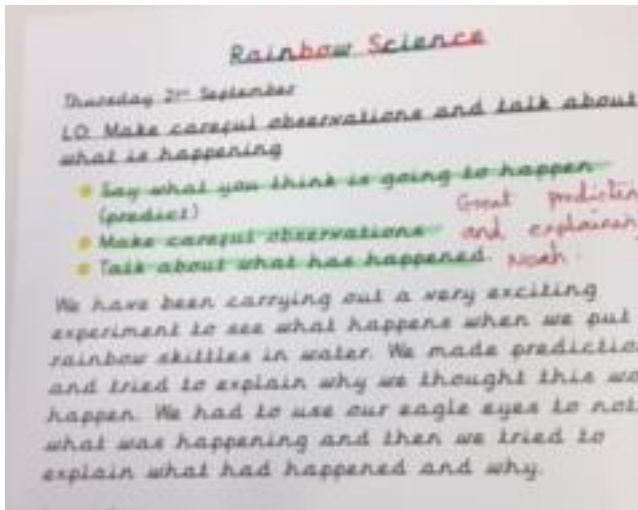 Rainbow Science
Thursday 21st September
LO. Make careful observations and talk about
what is happening
Say what you think is going to happen
(predict)
Great
Make careful observations
and explaining
Talk about what has happened.
Noah.
We have been carrying out a very exciting
experiment to see what happens when we put
rainbow skittles in water. We made predictio
and tried to explain why we thought this wo
happen. We had to use our eagle eyes to not
what was happening and then we tried to
explain what had happened and why.